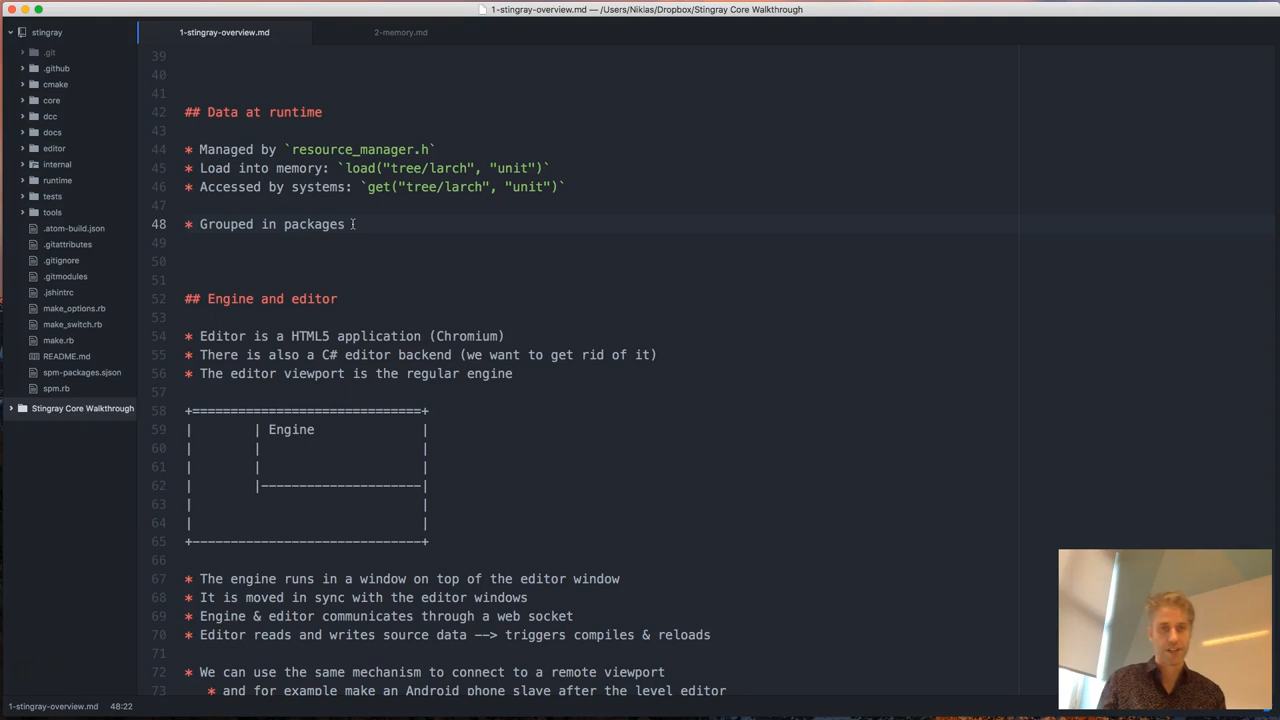 1-stingray-overview.md — /Users/Niklas/Dropbox/Stingray Core Walkthrough
stingray
1-stingray-overview.md
2-memory.md
.git
.github
cmake
core
dcc
docs
editor
internal
runtime
tests
tools
.atom-build.json
.gitattributes
.gitignore
.gitmodules
.jshintrc
make_options.rb
make_switch.rb
make.rb
README.md
spm-packages.sjson
spm.rb
Stingray Core Walkthrough
39
40
41
42 ## Data at runtime
43
44 * Managed by `resource_manager.h`
45 * Load into memory: `load("tree/larch", "unit")`
46 * Accessed by systems: `get("tree/larch", "unit")`
47
48 * Grouped in packages
49
50
51
52 ## Engine and editor
53
54 * Editor is a HTML5 application (Chromium)
55 * There is also a C# editor backend (we want to get rid of it)
56 * The editor viewport is the regular engine
57
58 +==============================+
59 |        | Engine              |
60 |        |                     |
61 |        |                     |
62 |        |---------------------|
63 |                              |
64 |                              |
65 +------------------------------+
66
67 * The engine runs in a window on top of the editor window
68 * It is moved in sync with the editor windows
69 * Engine & editor communicates through a web socket
70 * Editor reads and writes source data --> triggers compiles & reloads
71
72 * We can use the same mechanism to connect to a remote viewport
73 * and for example make an Android phone slave after the level editor
1-stingray-overview.md 48:22